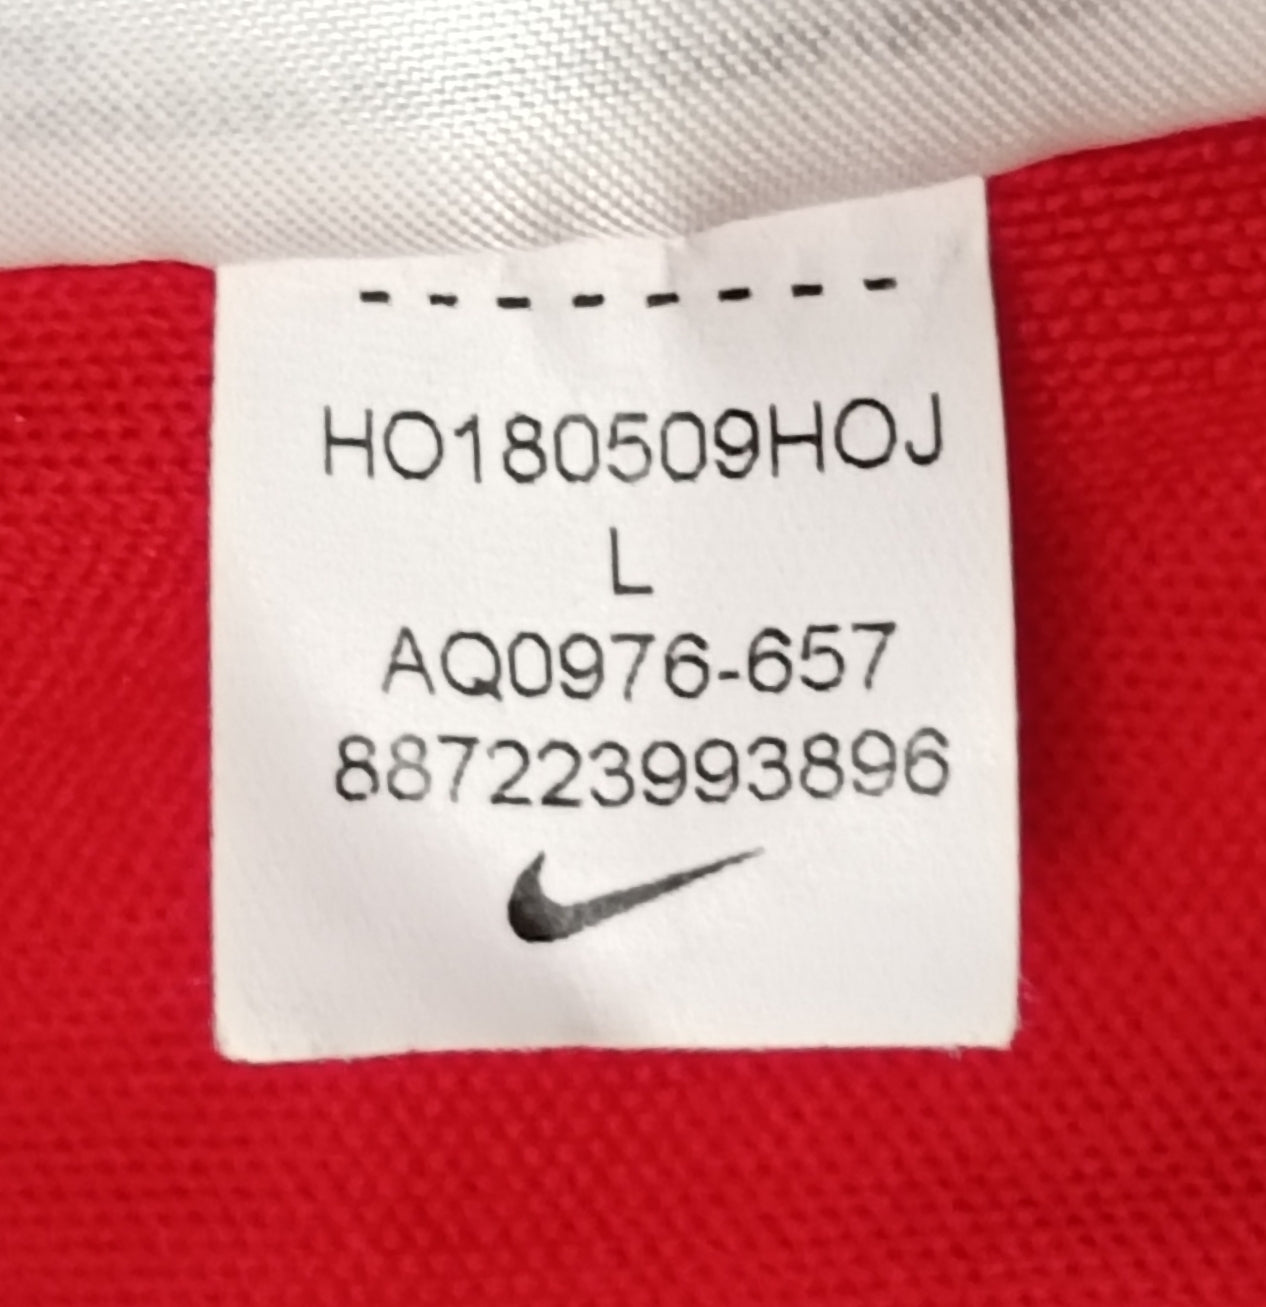 --------
HO180509HOJ
L
AQ0976-657
887223993896